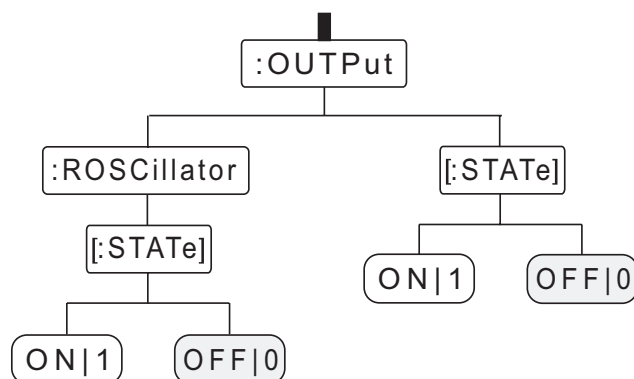 :OUTPut
:ROSCillator
[:STATe]
[:STATe]
ON|1
OFF|0
ON|1
OFF|0